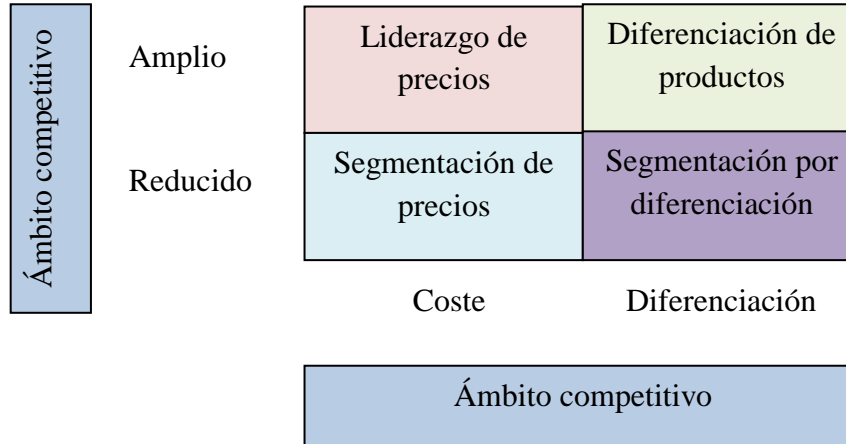 Ámbito competitivo
Amplio
Liderazgo de
precios
Diferenciación de
productos
Reducido
Segmentación de
precios
Segmentación por
diferenciación
Coste
Diferenciación
Ámbito competitivo